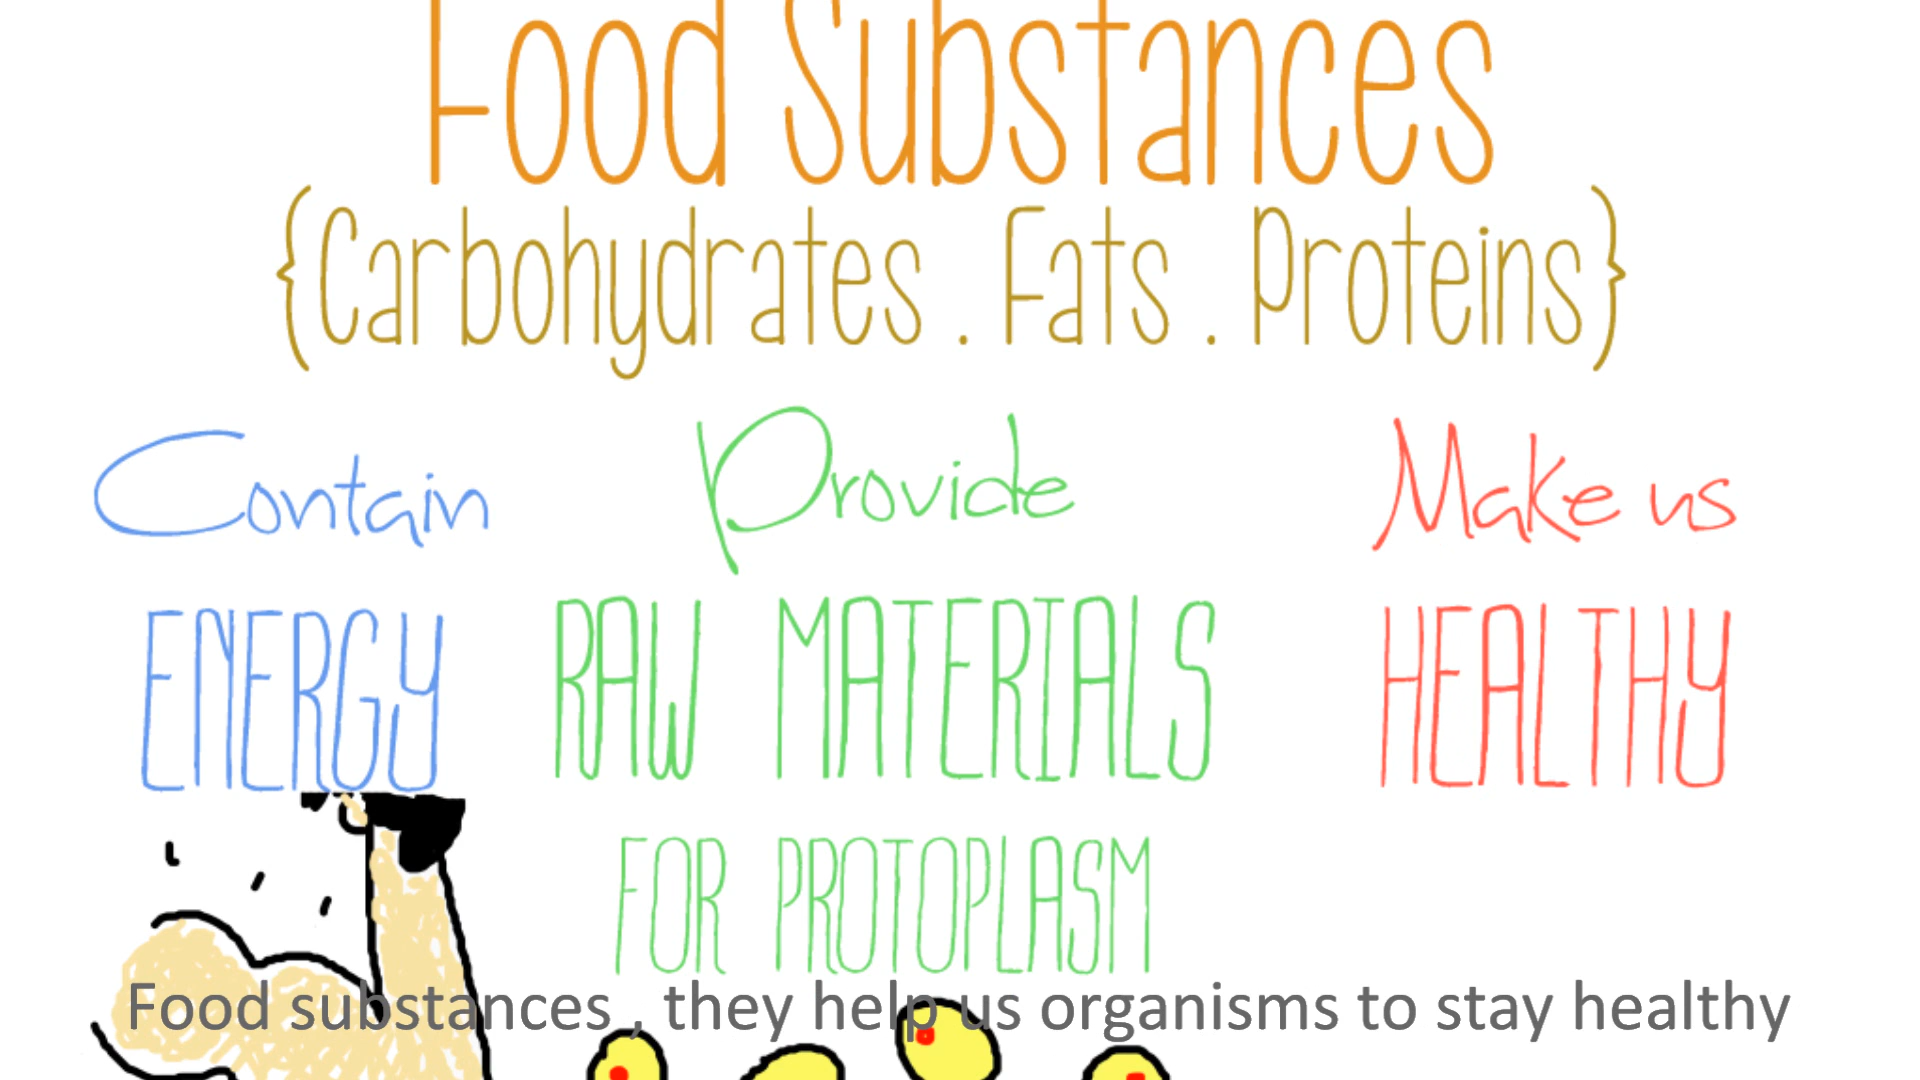 Food Substances
{Carbohydrates . Fats . Proteins}
Contain
ENERGY
Provide
RAW MATERIALS
FOR PROTOPLASM
Make us
HEALTHY
Food substances , they help us organisms to stay healthy